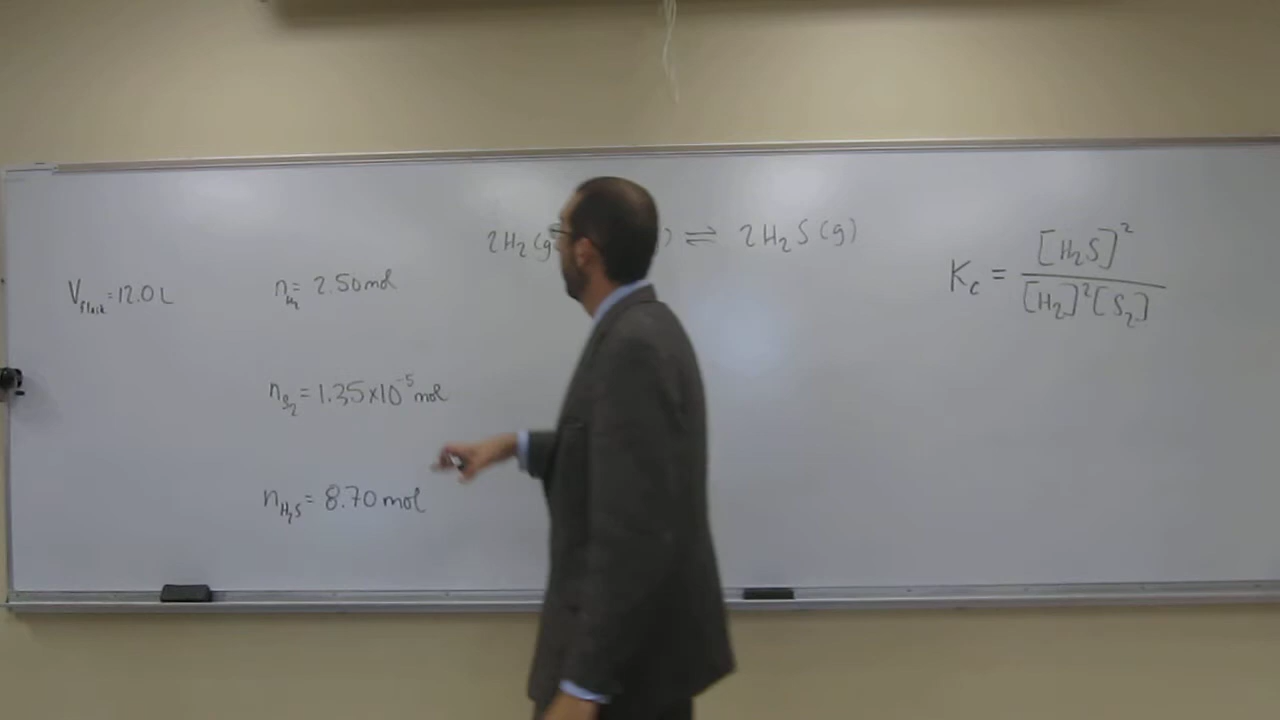 2H₂(g ) ⇌ 2H₂S(g)
V_flask = 12.0 L
n_H₂ = 2.50 mol
K_c = [H₂S]² / [H₂]²[S₂]
n_S₂ = 1.35×10⁻⁵ mol
n_H₂S = 8.70 mol